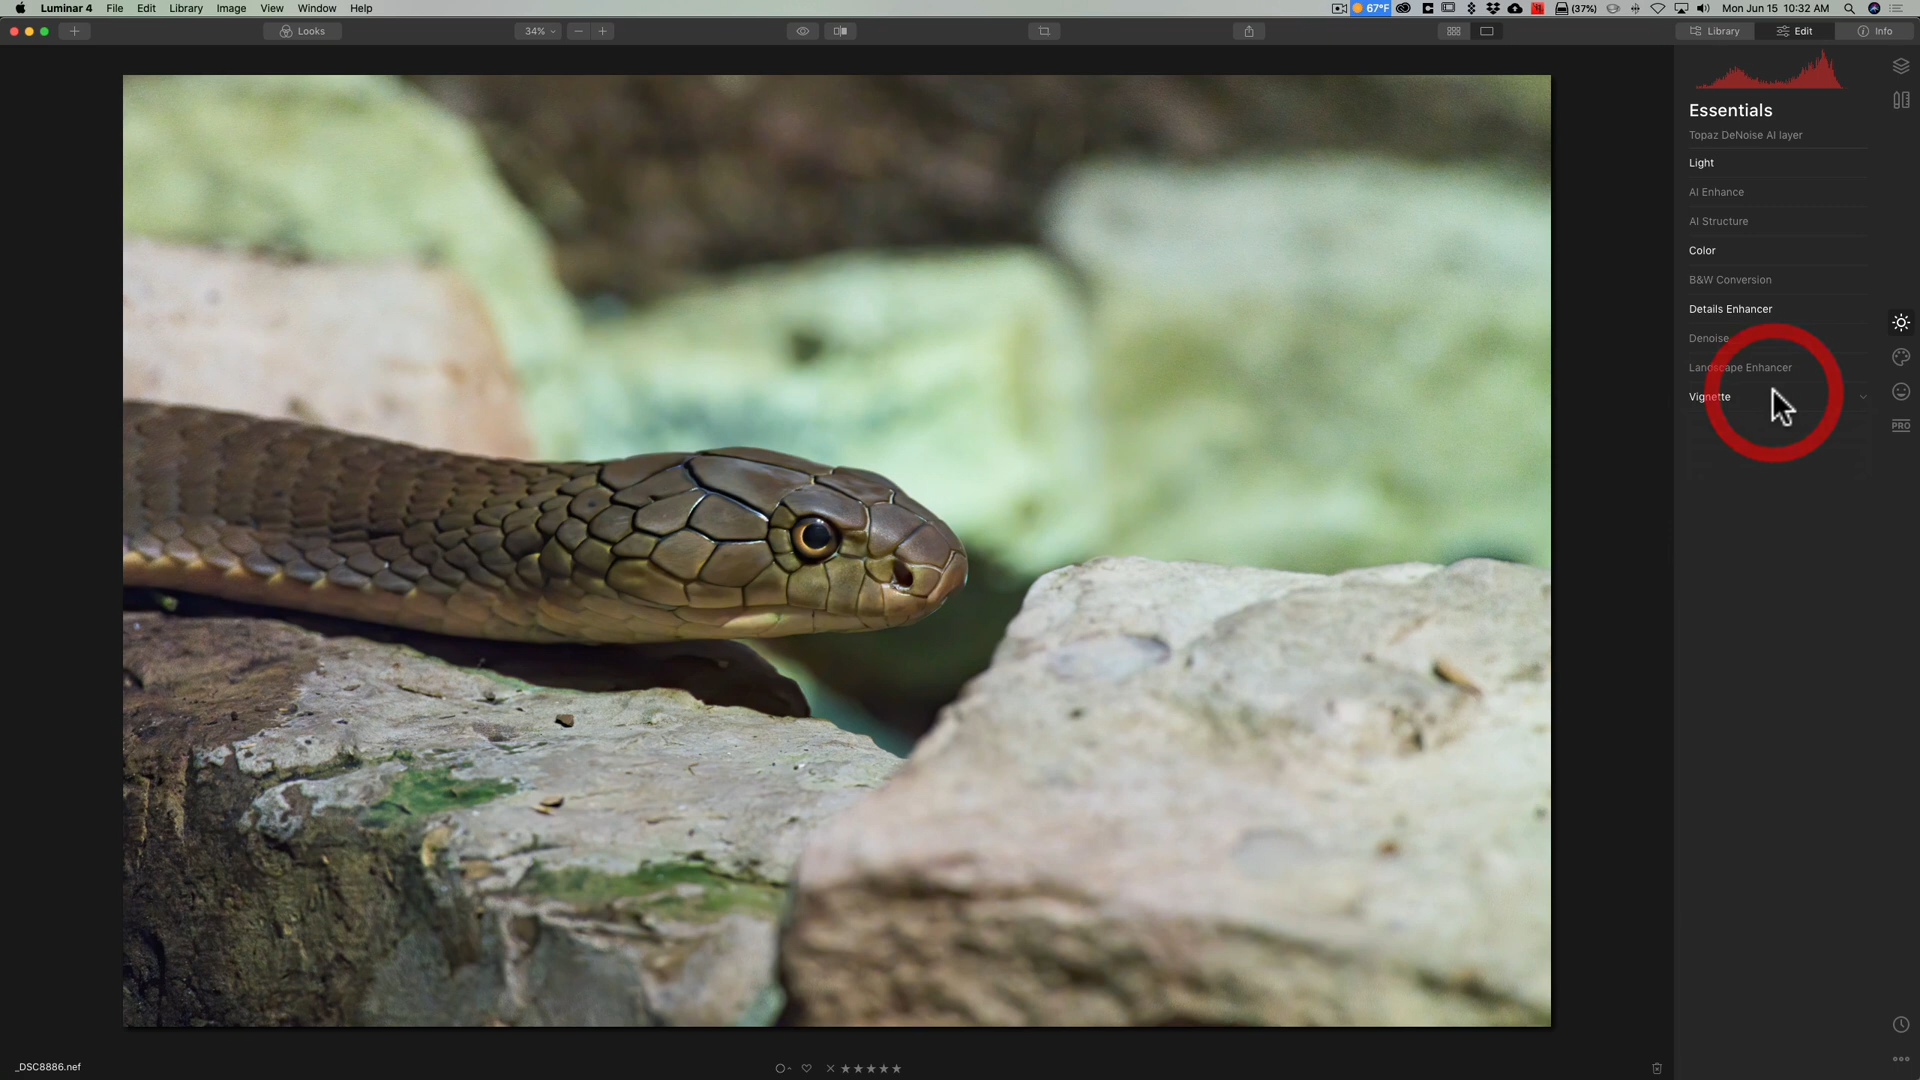 Luminar 4 File Edit Library Image View Window Help 67°F (37%) Mon Jun 15 10:32 AM
Looks 34% Library Edit Info
Essentials
Topaz DeNoise AI layer
Light
AI Enhance
AI Structure
Color
B&W Conversion
Details Enhancer
Denoise
Landscape Enhancer
Vignette
PRO
_DSC8886.nef